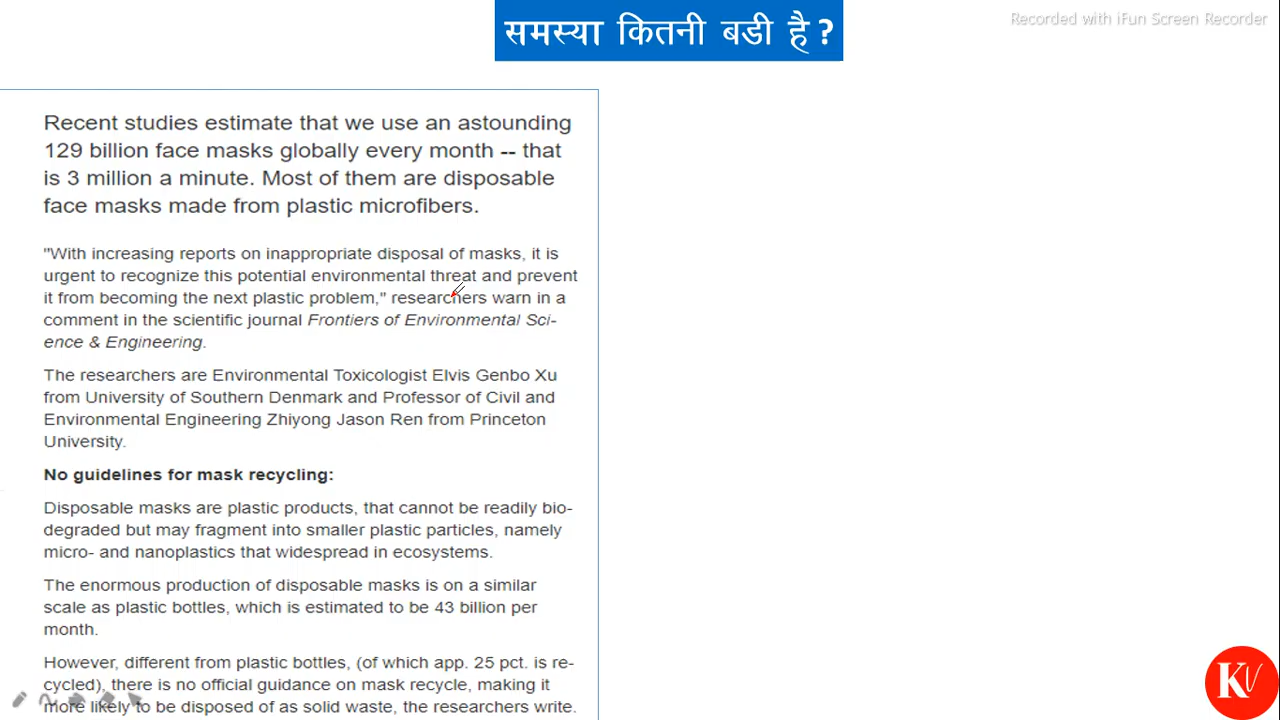 समस्या कितनी बडी है ?
Recorded with iFun Screen Recorder
Recent studies estimate that we use an astounding
129 billion face masks globally every month -- that
is 3 million a minute. Most of them are disposable
face masks made from plastic microfibers.
"With increasing reports on inappropriate disposal of masks, it is
urgent to recognize this potential environmental threat and prevent
it from becoming the next plastic problem," researchers warn in a
comment in the scientific journal Frontiers of Environmental Sci-
ence & Engineering.
The researchers are Environmental Toxicologist Elvis Genbo Xu
from University of Southern Denmark and Professor of Civil and
Environmental Engineering Zhiyong Jason Ren from Princeton
University.
No guidelines for mask recycling:
Disposable masks are plastic products, that cannot be readily bio-
degraded but may fragment into smaller plastic particles, namely
micro- and nanoplastics that widespread in ecosystems.
The enormous production of disposable masks is on a similar
scale as plastic bottles, which is estimated to be 43 billion per
month.
However, different from plastic bottles, (of which app. 25 pct. is re-
cycled), there is no official guidance on mask recycle, making it
more likely to be disposed of as solid waste, the researchers write.
KV